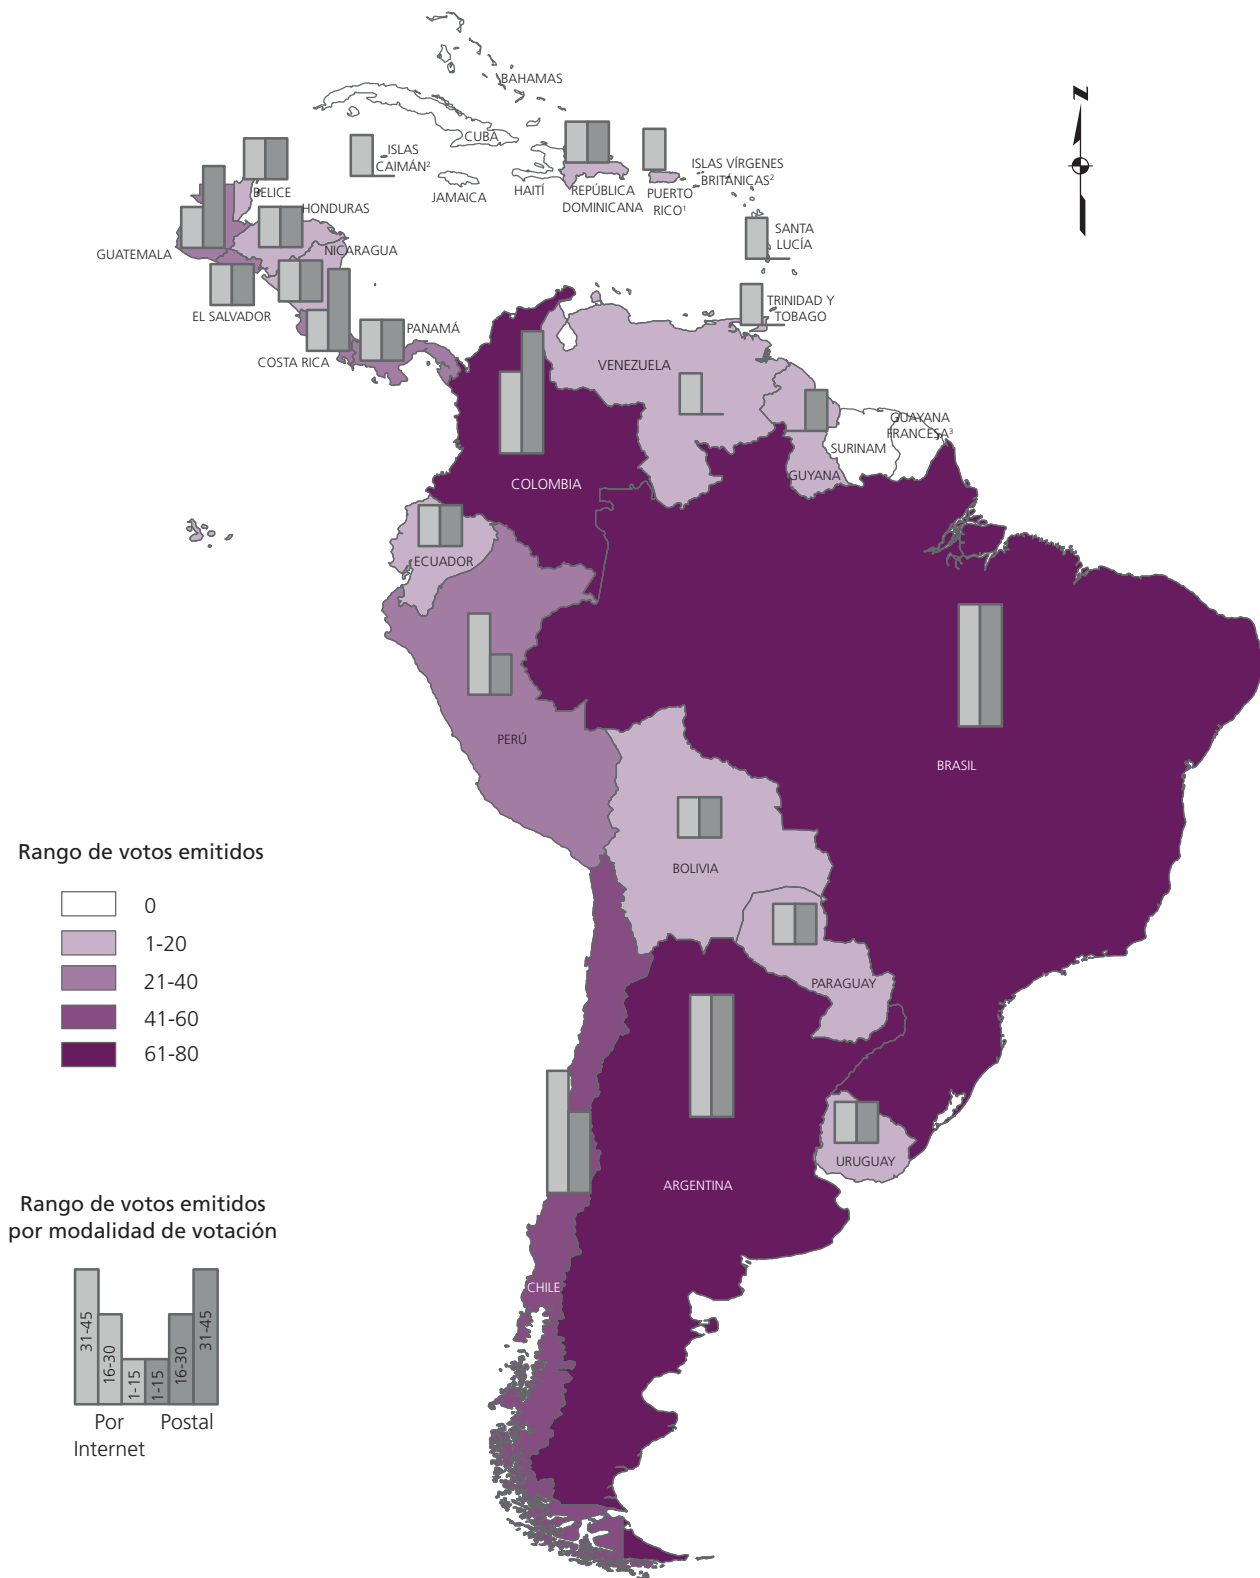 N
BAHAMAS
CUBA
ISLAS
CAIMÁN²
JAMAICA
HAITÍ
REPÚBLICA
DOMINICANA
PUERTO
RICO¹
ISLAS VÍRGENES
BRITÁNICAS²
SANTA
LUCÍA
TRINIDAD Y
TOBAGO
BELICE
HONDURAS
NICARAGUA
GUATEMALA
EL SALVADOR
COSTA RICA
PANAMÁ
VENEZUELA
GUAYANA
FRANCESA³
SURINAM
GUYANA
COLOMBIA
ECUADOR
PERÚ
BRASIL
BOLIVIA
PARAGUAY
URUGUAY
ARGENTINA
CHILE
Rango de votos emitidos
0
1-20
21-40
41-60
61-80
Rango de votos emitidos
por modalidad de votación
31-45
16-30
1-15
1-15
16-30
31-45
Por
Internet
Postal